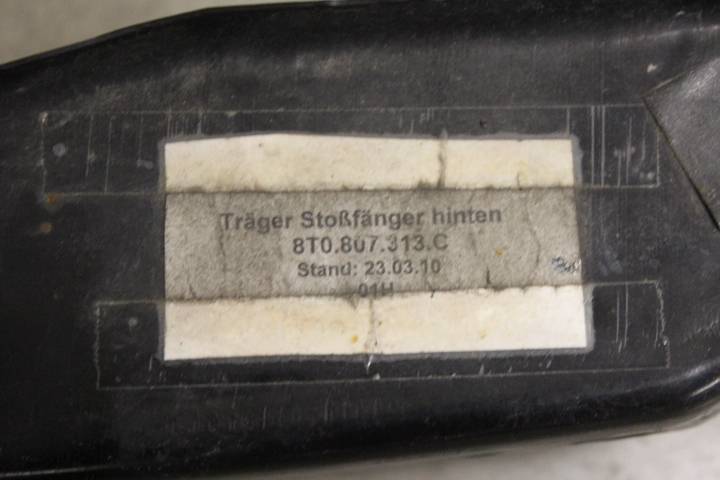 Träger Stoßfänger hinten
8T0.807.313.C
Stand: 23.03.10
01H